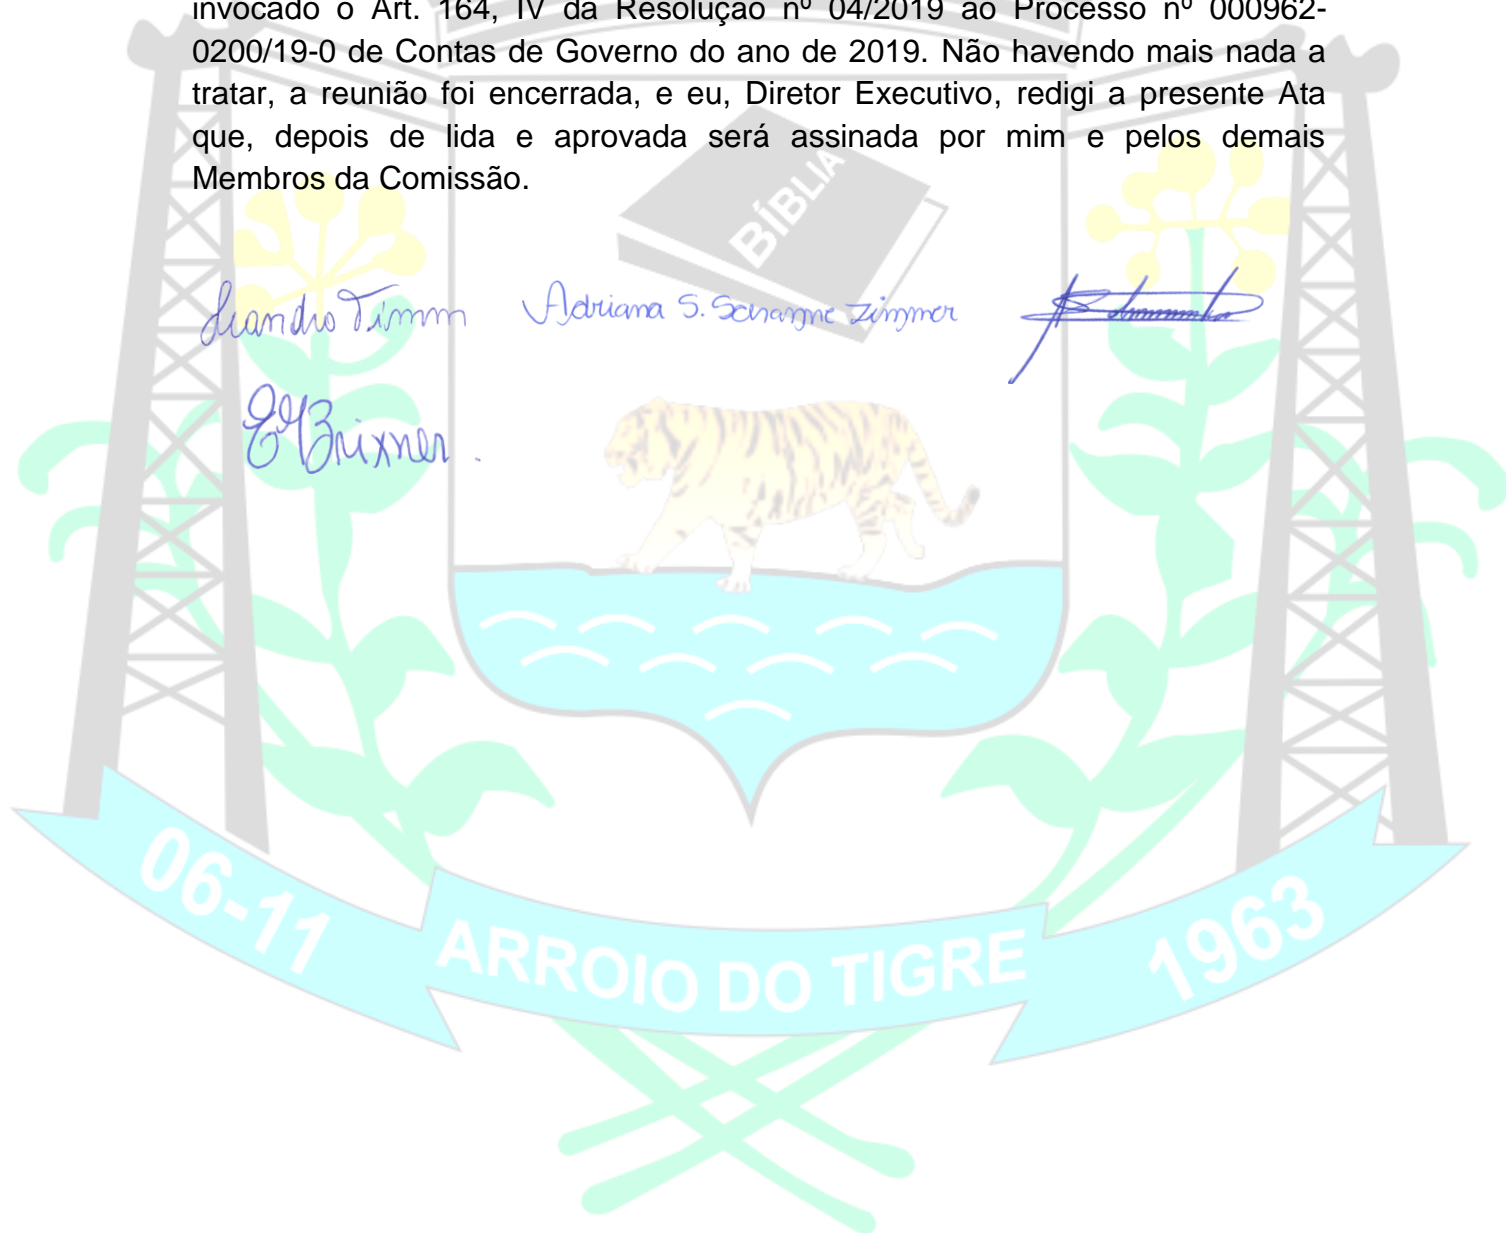 invocado o Art. 164, IV da Resolução nº 04/2019 ao Processo nº 000962-
0200/19-0 de Contas de Governo do ano de 2019. Não havendo mais nada a
tratar, a reunião foi encerrada, e eu, Diretor Executivo, redigi a presente Ata
que, depois de lida e aprovada será assinada por mim e pelos demais
Membros da Comissão.
BÍBLIA
Leandro Timm Adriana S. Zimmer
Brixner.
06-11 ARROIO DO TIGRE 1963